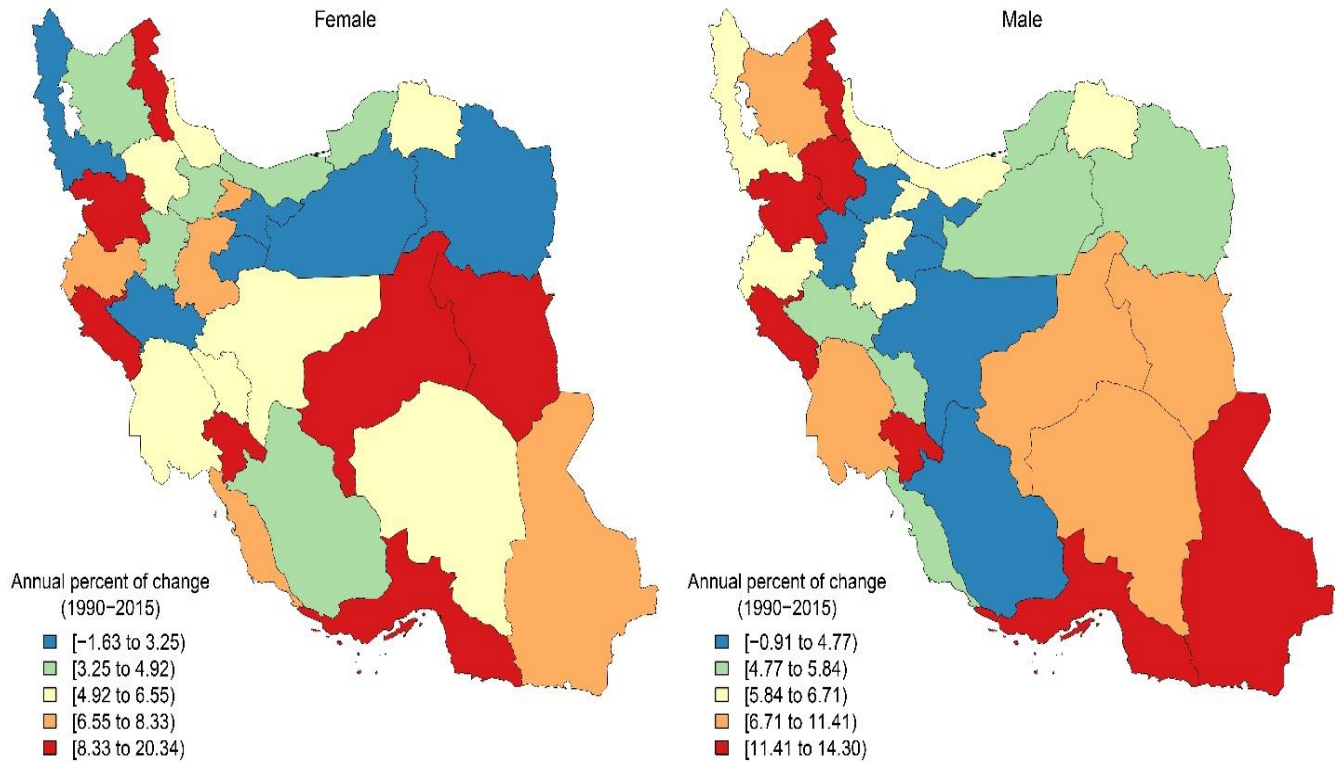 Female
Annual percent of change
(1990−2015)
[−1.63 to 3.25)
[3.25 to 4.92)
[4.92 to 6.55)
[6.55 to 8.33)
[8.33 to 20.34)
Male
Annual percent of change
(1990−2015)
[−0.91 to 4.77)
[4.77 to 5.84)
[5.84 to 6.71)
[6.71 to 11.41)
[11.41 to 14.30)